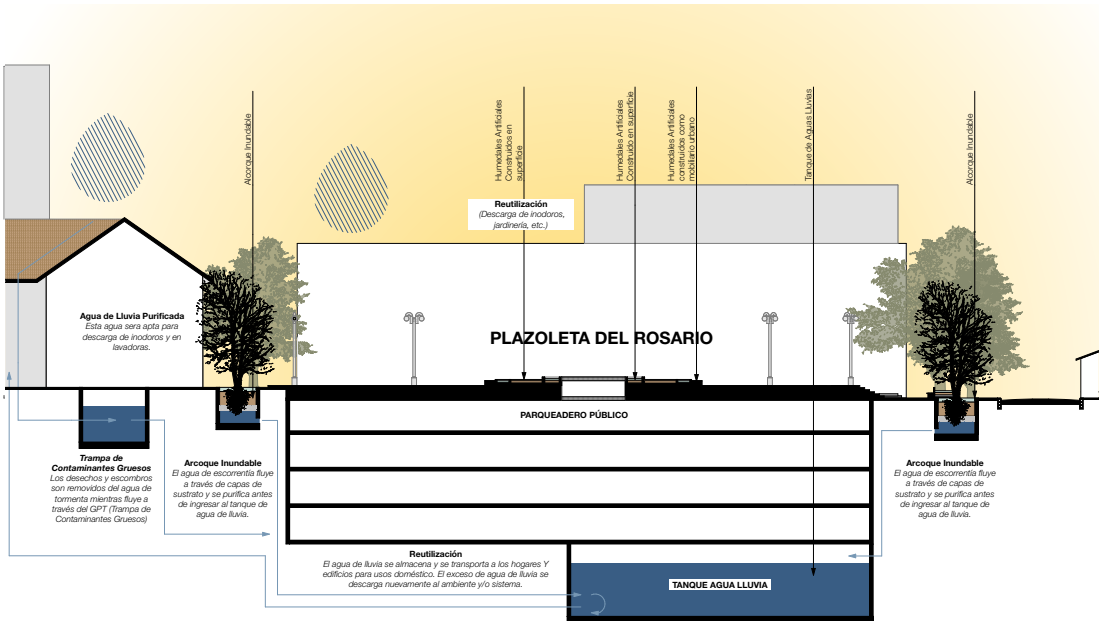 Alcorque Inundable
Humedales Artificiales
Construidos en
superficie
Humedales Artificiales
Construido en superficie
Humedales Artificiales
construidos como
mobiliario urbano
Tanque de Aguas Lluvias
Alcorque Inundable
Reutilización
(Descarga de inodoros,
jardinería, etc.)
Agua de Lluvia Purificada
Esta agua sera apta para
descarga de inodoros y en
lavadoras.
PLAZOLETA DEL ROSARIO
PARQUEADERO PÚBLICO
Trampa de
Contaminantes Gruesos
Los desechos y escombros
son removidos del agua de
tormenta mientras fluye a
través del GPT (Trampa de
Contaminantes Gruesos)
Arcoque Inundable
El agua de escorrentía fluye
a través de capas de
sustrato y se purifica antes
de ingresar al tanque de
agua de lluvia.
Arcoque Inundable
El agua de escorrentía fluye
a través de capas de
sustrato y se purifica antes
de ingresar al tanque de
agua de lluvia.
Reutilización
El agua de lluvia se almacena y se transporta a los hogares Y
edificios para usos doméstico. El exceso de agua de lluvia se
descarga nuevamente al ambiente y/o sistema.
TANQUE AGUA LLUVIA